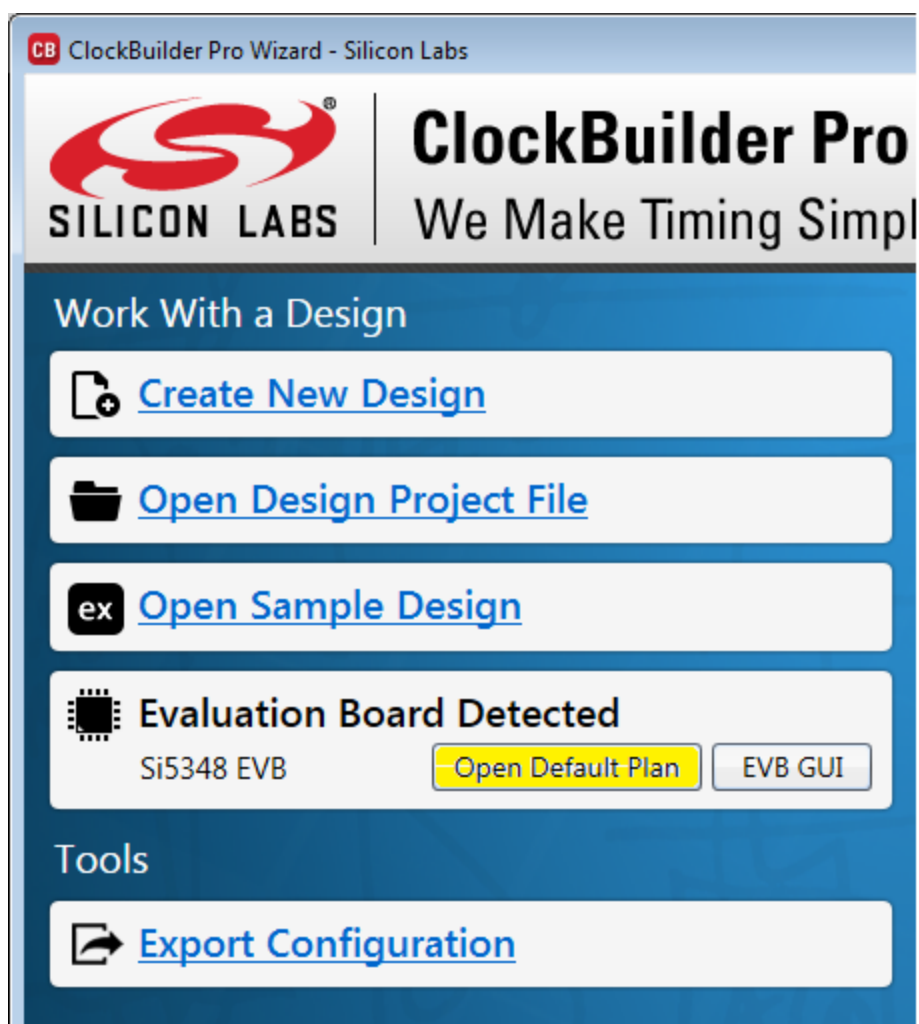 CB ClockBuilder Pro Wizard - Silicon Labs
SILICON LABS ®
ClockBuilder Pro
We Make Timing Simpl
Work With a Design
Create New Design
Open Design Project File
ex Open Sample Design
Evaluation Board Detected
Si5348 EVB Open Default Plan EVB GUI
Tools
Export Configuration